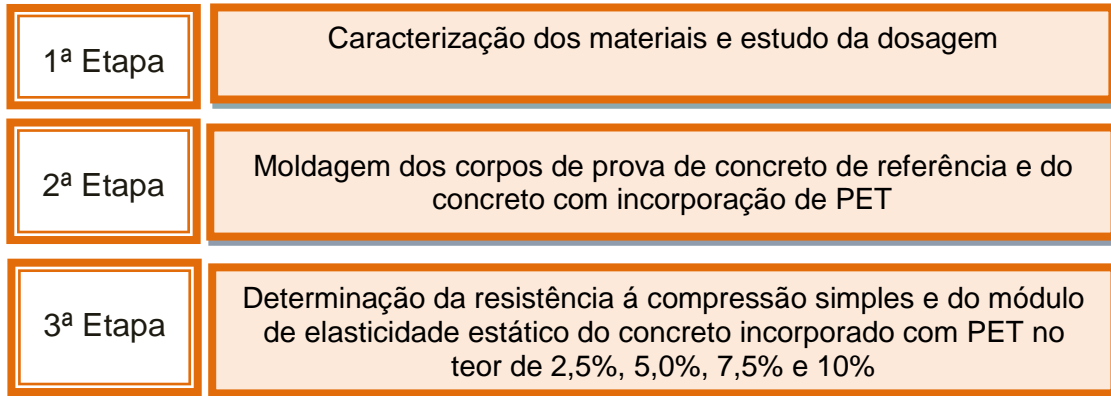 1ª Etapa
Caracterização dos materiais e estudo da dosagem
2ª Etapa
Moldagem dos corpos de prova de concreto de referência e do
concreto com incorporação de PET
3ª Etapa
Determinação da resistência á compressão simples e do módulo
de elasticidade estático do concreto incorporado com PET no
teor de 2,5%, 5,0%, 7,5% e 10%